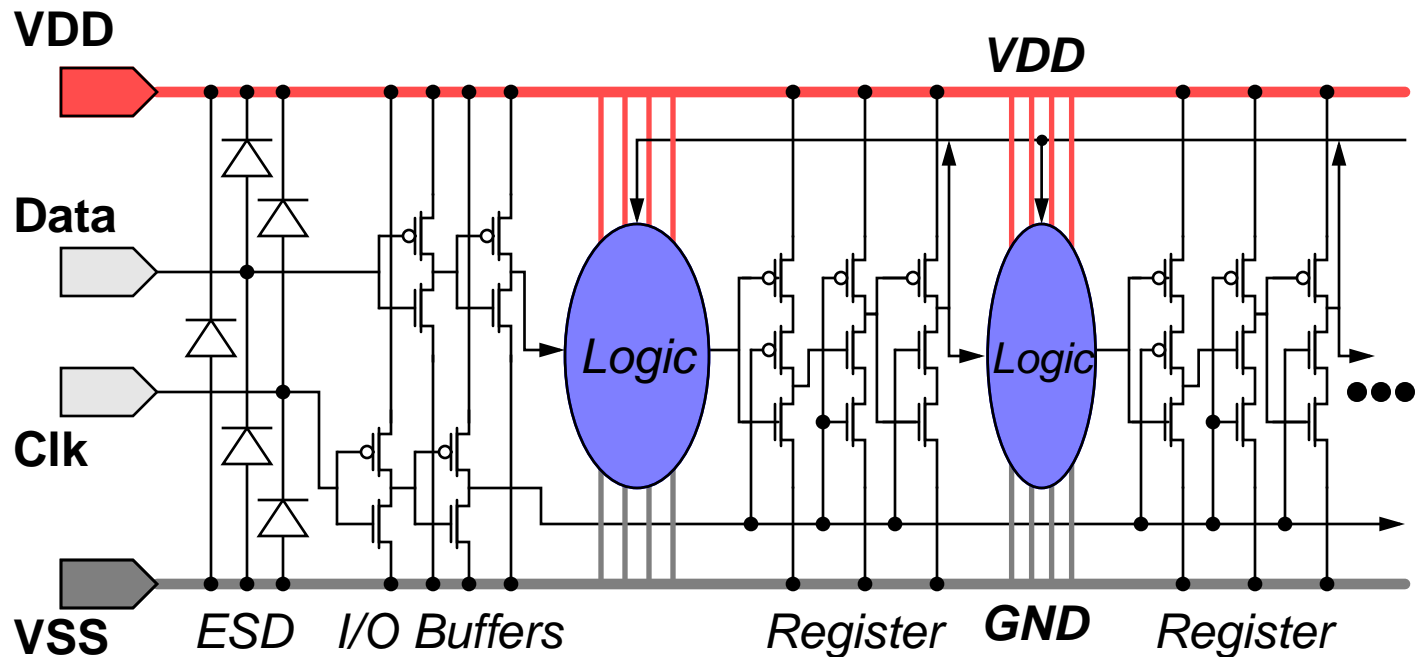 VDD
VDD
Data
Logic
Logic
Clk
VSS
ESD
I/O Buffers
Register
GND
Register